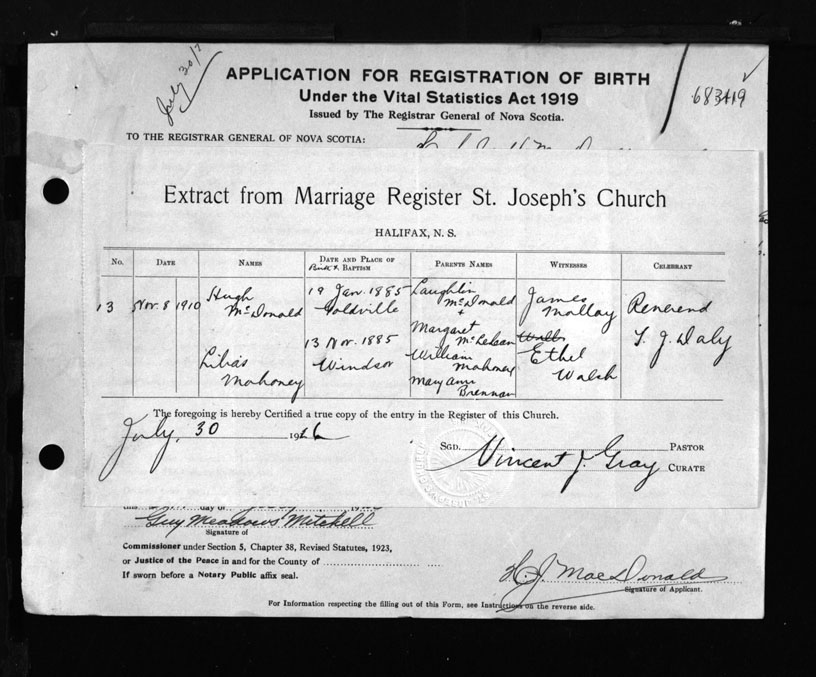 July 30/
APPLICATION FOR REGISTRATION OF BIRTH
Under the Vital Statistics Act 1919
Issued by The Registrar General of Nova Scotia.
683419
TO THE REGISTRAR GENERAL OF NOVA SCOTIA:
Extract from Marriage Register St. Joseph's Church
HALIFAX, N. S.
No. DATE NAMES DATE AND PLACE OF Birth & BAPTISM PARENTS NAMES WITNESSES CELEBRANT
13 Nov. 8 1910 Hugh McDonald 19 Jan. 1885 Goldville Laughlin McDonald + Margaret McLellan James Molloy Reverend T. J. Daly
Lilias Mahoney 13 Nov. 1885 Windsor William Mahoney Mary Ann Brennan Ethel Walsh
The foregoing is hereby Certified a true copy of the entry in the Register of this Church.
July, 30 1926
SGD. Vincent J. Gray PASTOR
CURATE
day of
Guy Meadows Mitchell
Signature of
Commissioner under Section 5, Chapter 38, Revised Statutes, 1923,
or Justice of the Peace in and for the County of
If sworn before a Notary Public affix seal.
H. J. MacDonald
Signature of Applicant.
For Information respecting the filling out of this Form, see Instructions on the reverse side.